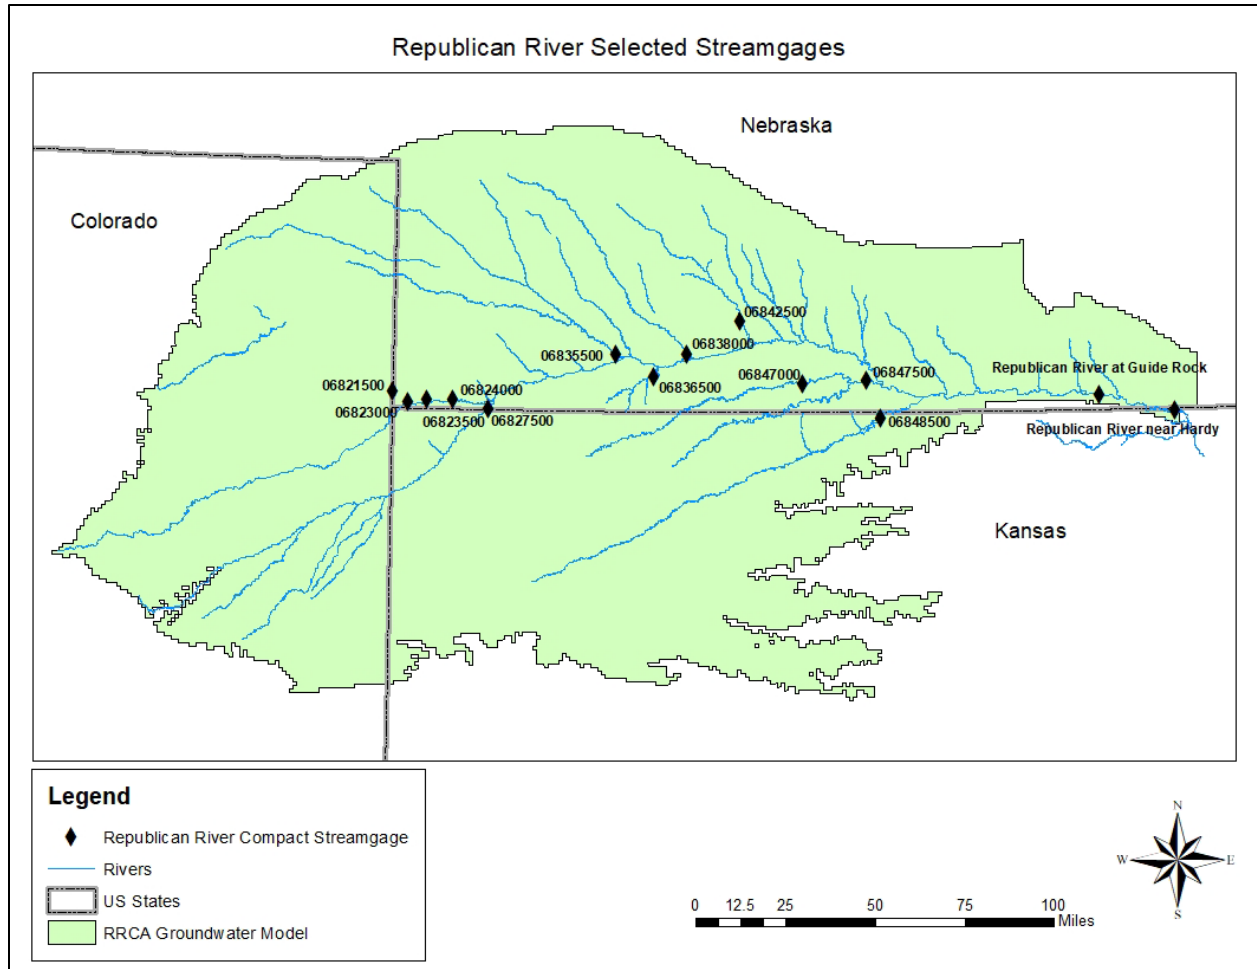 Republican River Selected Streamgages
Nebraska
Colorado
06842500
06835500
06838000
Republican River at Guide Rock
06821500
06824000
06836500
06847000
06847500
06823000
06823500
06827500
06848500
Republican River near Hardy
Kansas
Legend
Republican River Compact Streamgage
Rivers
US States
RRCA Groundwater Model
N
W
E
S
0 12.5 25 50 75 100
Miles